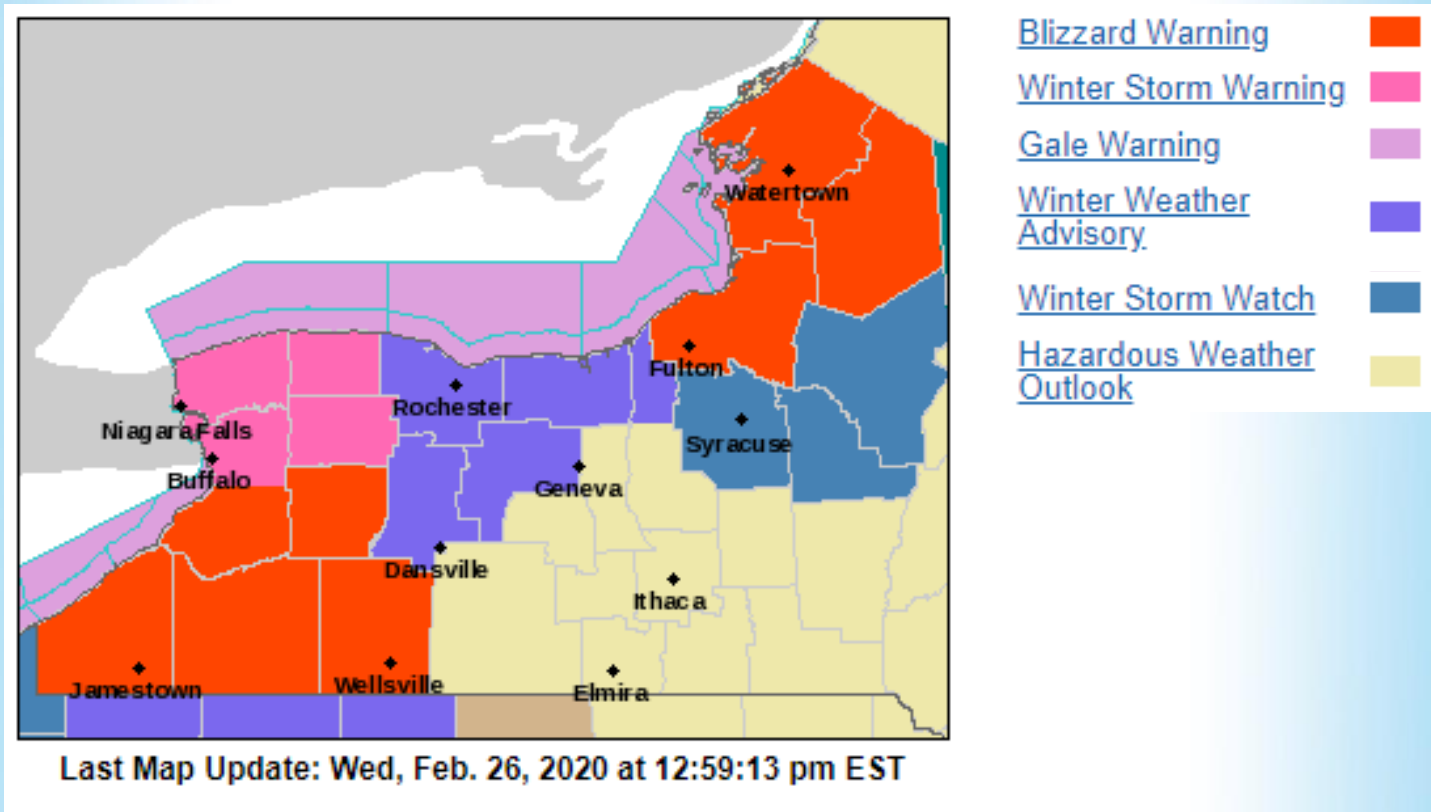 Blizzard Warning
Winter Storm Warning
Gale Warning
Winter Weather
Advisory
Winter Storm Watch
Hazardous Weather
Outlook
Watertown
Fulton
Rochester
Niagara Falls
Syracuse
Buffalo
Geneva
Dansville
Ithaca
Jamestown
Wellsville
Elmira
Last Map Update: Wed, Feb. 26, 2020 at 12:59:13 pm EST